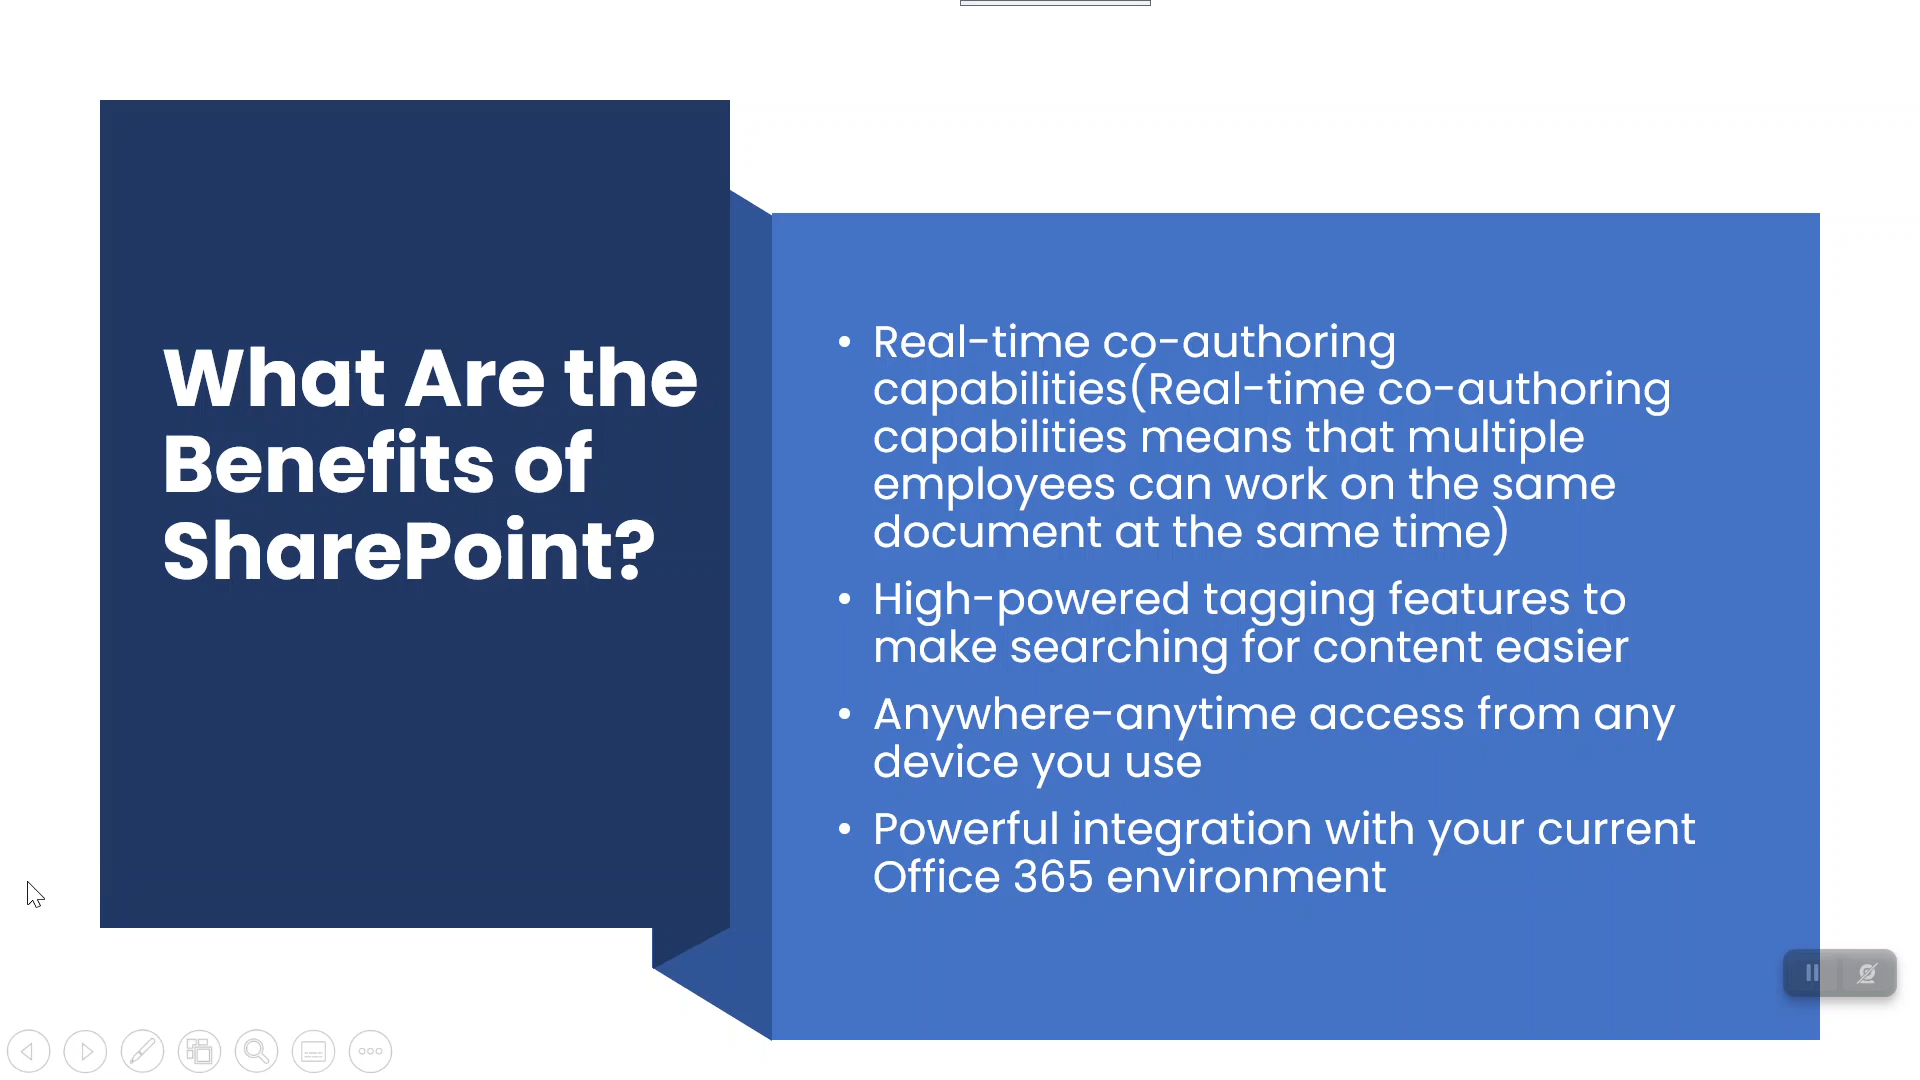 What Are the
Benefits of
SharePoint?
• Real-time co-authoring
capabilities(Real-time co-authoring
capabilities means that multiple
employees can work on the same
document at the same time)
• High-powered tagging features to
make searching for content easier
• Anywhere-anytime access from any
device you use
• Powerful integration with your current
Office 365 environment